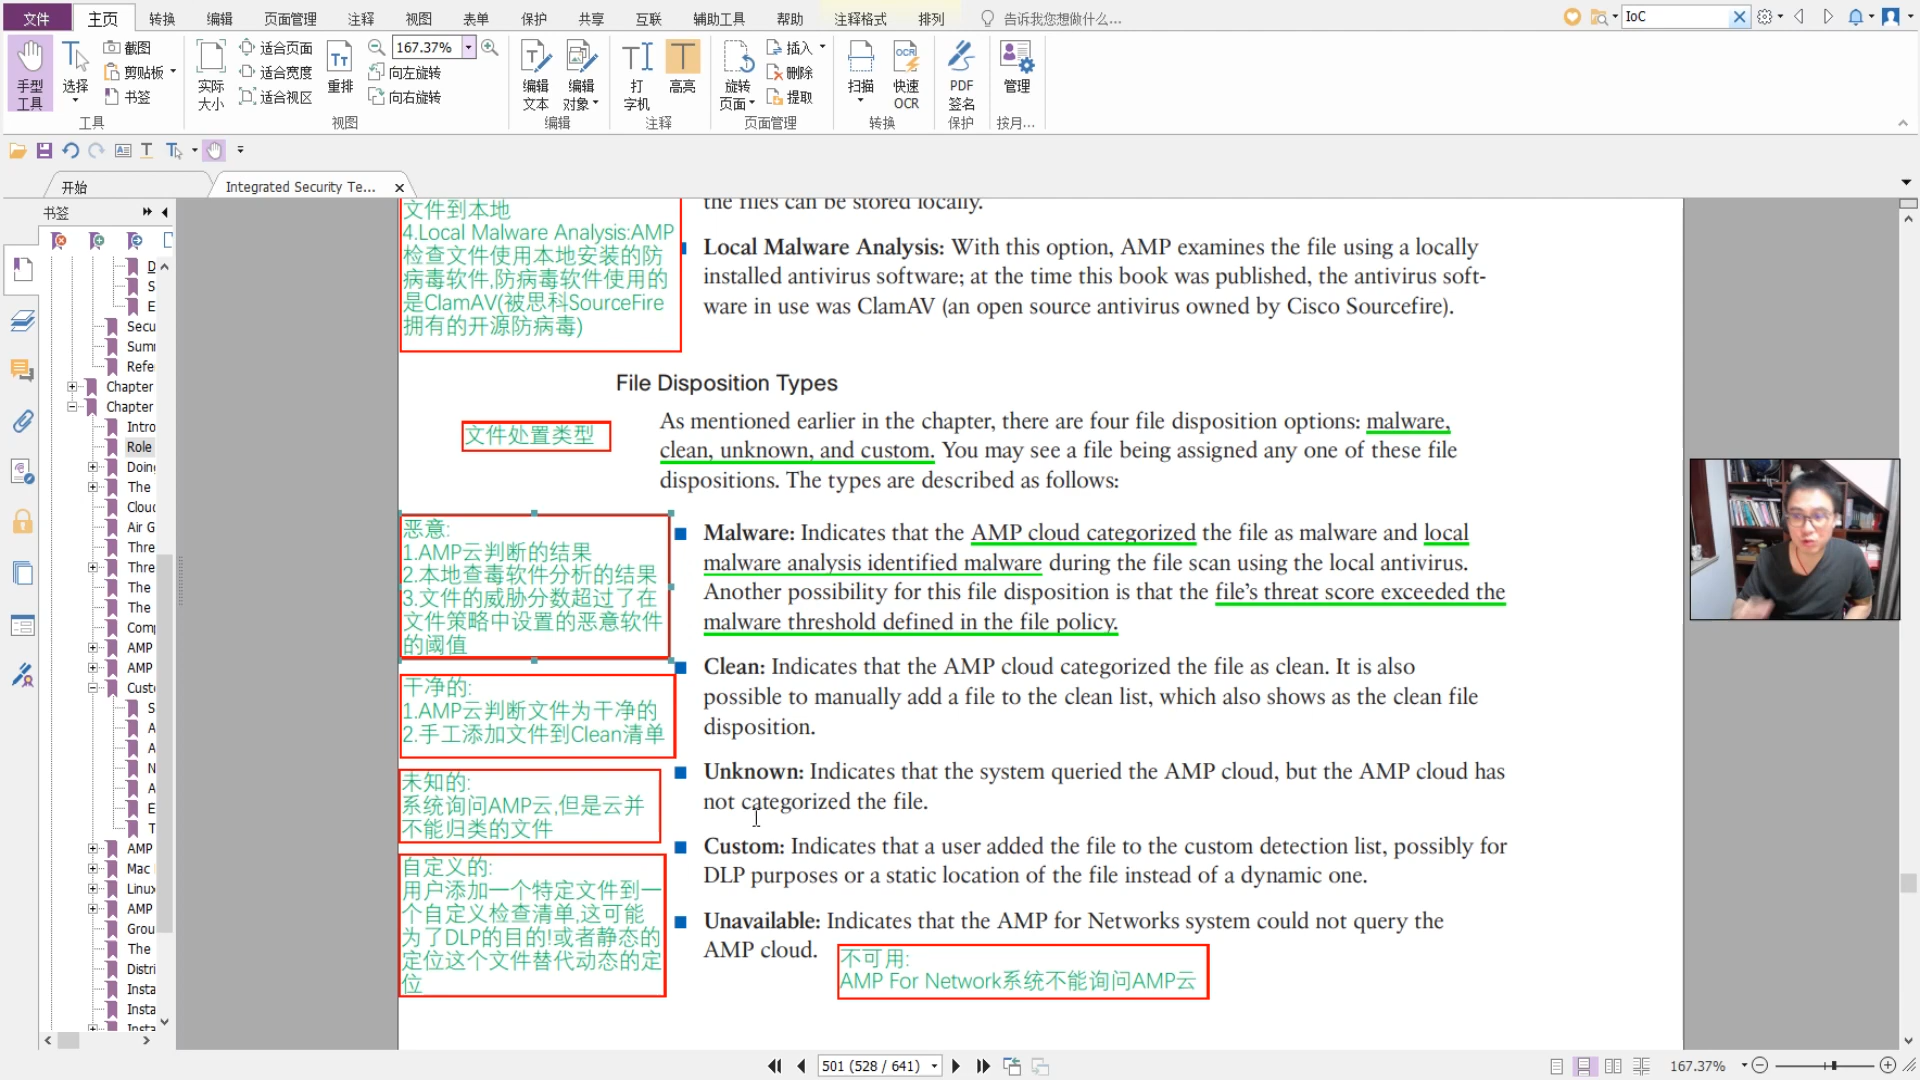 文件
主页
转换
编辑
页面管理
注释
视图
表单
保护
共享
互联
辅助工具
帮助
注释格式
排列
告诉我您想做什么...
IoC
手型
工具
选择
截图
剪贴板
书签
工具
实际
大小
适合页面
适合宽度
适合视区
重排
167.37%
向左旋转
向右旋转
视图
编辑
文本
编辑
对象
编辑
打
字机
高亮
注释
旋转
页面
插入
删除
提取
页面管理
扫描
快速
OCR
转换
PDF
签名
保护
管理
按月...
开始
Integrated Security Te...
书签
D
S
E
Secu
Sumr
Refe
Chapter
Chapter
Intro
Role
Doing
The
Cloud
Air G
Thre
Thre
The
The
Comp
AMP
AMP
Custo
S
A
A
N
A
E
T
AMP
Mac
Linux
AMP
Grou
The
Distri
Insta
Insta
Insta
文件到本地
4.Local Malware Analysis:AMP
检查文件使用本地安装的防
病毒软件,防病毒软件使用的
是ClamAV(被思科SourceFire
拥有的开源防病毒)
the files can be stored locally.
Local Malware Analysis: With this option, AMP examines the file using a locally
installed antivirus software; at the time this book was published, the antivirus soft-
ware in use was ClamAV (an open source antivirus owned by Cisco Sourcefire).
File Disposition Types
文件处置类型
As mentioned earlier in the chapter, there are four file disposition options: malware,
clean, unknown, and custom. You may see a file being assigned any one of these file
dispositions. The types are described as follows:
恶意:
1.AMP云判断的结果
2.本地查毒软件分析的结果
3.文件的威胁分数超过了在
文件策略中设置的恶意软件
的阈值
Malware: Indicates that the AMP cloud categorized the file as malware and local
malware analysis identified malware during the file scan using the local antivirus.
Another possibility for this file disposition is that the file's threat score exceeded the
malware threshold defined in the file policy.
干净的:
1.AMP云判断文件为干净的
2.手工添加文件到Clean清单
Clean: Indicates that the AMP cloud categorized the file as clean. It is also
possible to manually add a file to the clean list, which also shows as the clean file
disposition.
未知的:
系统询问AMP云,但是云并
不能归类的文件
Unknown: Indicates that the system queried the AMP cloud, but the AMP cloud has
not categorized the file.
自定义的:
用户添加一个特定文件到一
个自定义检查清单,这可能
为了DLP的目的!或者静态的
定位这个文件替代动态的定
位
Custom: Indicates that a user added the file to the custom detection list, possibly for
DLP purposes or a static location of the file instead of a dynamic one.
Unavailable: Indicates that the AMP for Networks system could not query the
AMP cloud.
不可用:
AMP For Network系统不能询问AMP云
501 (528 / 641)
167.37%